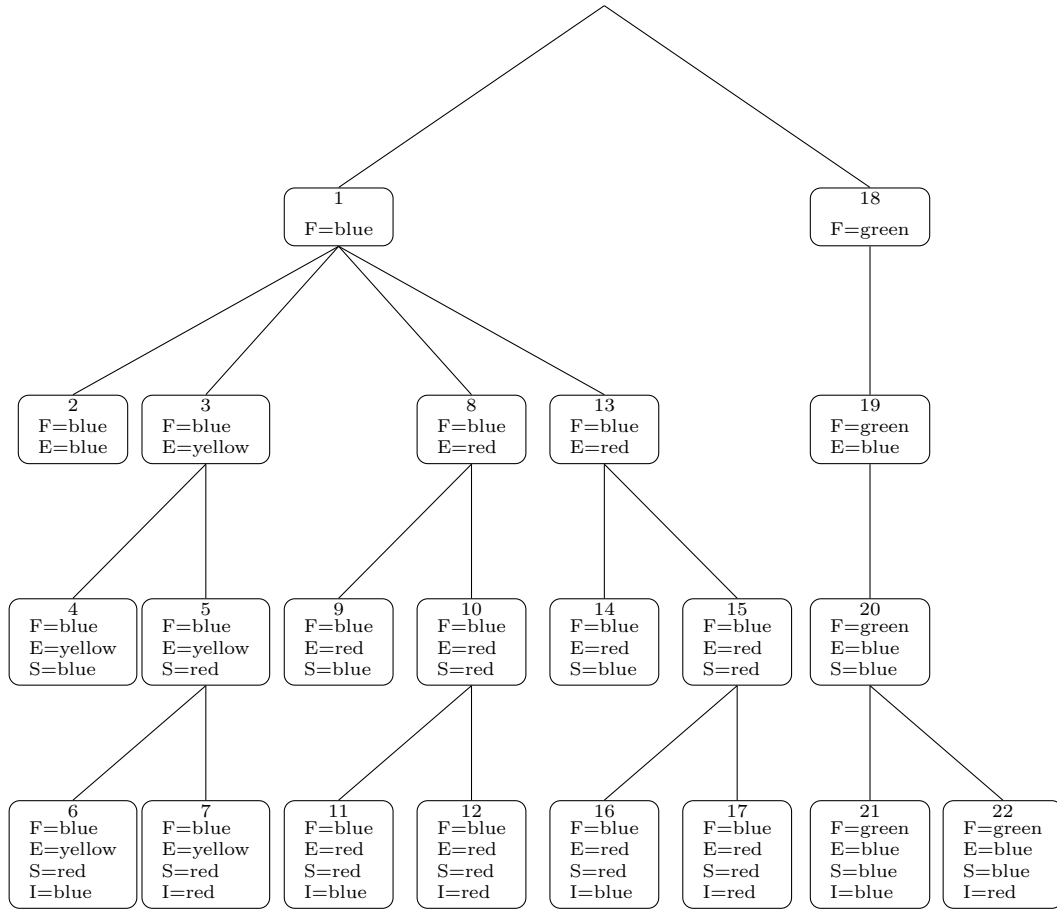 1
F=blue
18
F=green
2
F=blue
E=blue
3
F=blue
E=yellow
8
F=blue
E=red
13
F=blue
E=red
19
F=green
E=blue
4
F=blue
E=yellow
S=blue
5
F=blue
E=yellow
S=red
9
F=blue
E=red
S=blue
10
F=blue
E=red
S=red
14
F=blue
E=red
S=blue
15
F=blue
E=red
S=red
20
F=green
E=blue
S=blue
6
F=blue
E=yellow
S=red
I=blue
7
F=blue
E=yellow
S=red
I=red
11
F=blue
E=red
S=red
I=blue
12
F=blue
E=red
S=red
I=red
16
F=blue
E=red
S=red
I=blue
17
F=blue
E=red
S=red
I=red
21
F=green
E=blue
S=blue
I=blue
22
F=green
E=blue
S=blue
I=red